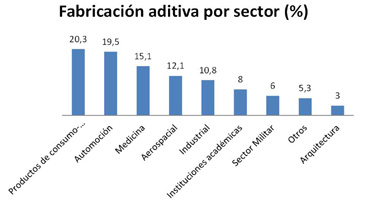 Fabricación aditiva por sector (%)
20,3
19,5
15,1
12,1
10,8
8
6
5,3
3
Productos de consumo-...
Automoción
Medicina
Aerospacial
Industrial
Instituciones académicas
Sector Militar
Otros
Arquitectura